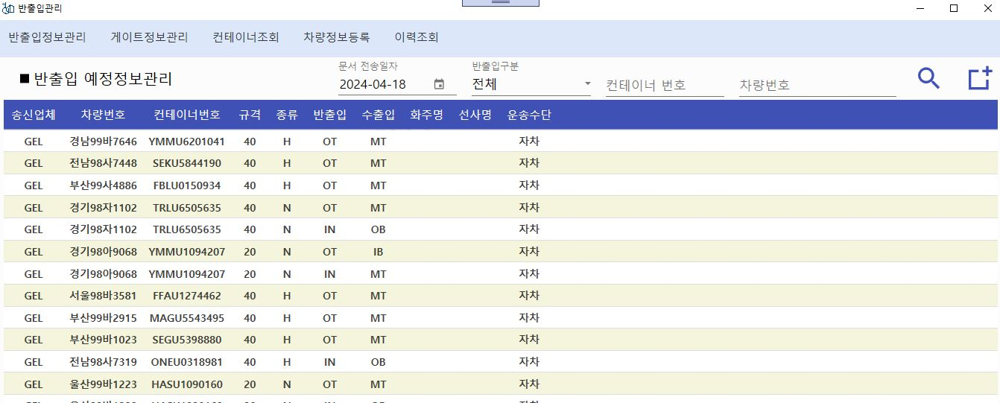 반출입관리
반출입정보관리 게이트정보관리 컨테이너조회 차량정보등록 이력조회
■ 반출입 예정정보관리
문서 전송일자 반출입구분
2024-04-18 전체 컨테이너 번호 차량번호
송신업체 차량번호 컨테이너번호 규격 종류 반출입 수출입 화주명 선사명 운송수단
GEL 경남99바7646 YMMU6201041 40 H OT MT 자차
GEL 전남98사7448 SEKU5844190 40 H OT MT 자차
GEL 부산99사4886 FBLU0150934 40 H OT MT 자차
GEL 경기98자1102 TRLU6505635 40 N OT MT 자차
GEL 경기98자1102 TRLU6505635 40 N IN OB 자차
GEL 경기98아9068 YMMU1094207 20 N OT IB 자차
GEL 경기98아9068 YMMU1094207 20 N IN MT 자차
GEL 서울98바3581 FFAU1274462 40 H OT MT 자차
GEL 부산99바2915 MAGU5543495 40 H OT MT 자차
GEL 부산99바1023 SEGU5398880 40 H OT MT 자차
GEL 전남98사7319 ONEU0318981 40 H IN OB 자차
GEL 울산99바1223 HASU1090160 20 N OT MT 자차